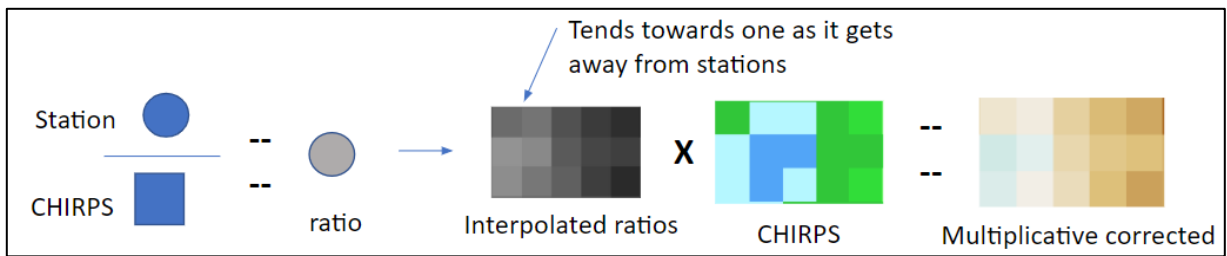 Tends towards one as it gets
away from stations
Station
CHIRPS
--
--
ratio
Interpolated ratios
X
CHIRPS
--
--
Multiplicative corrected